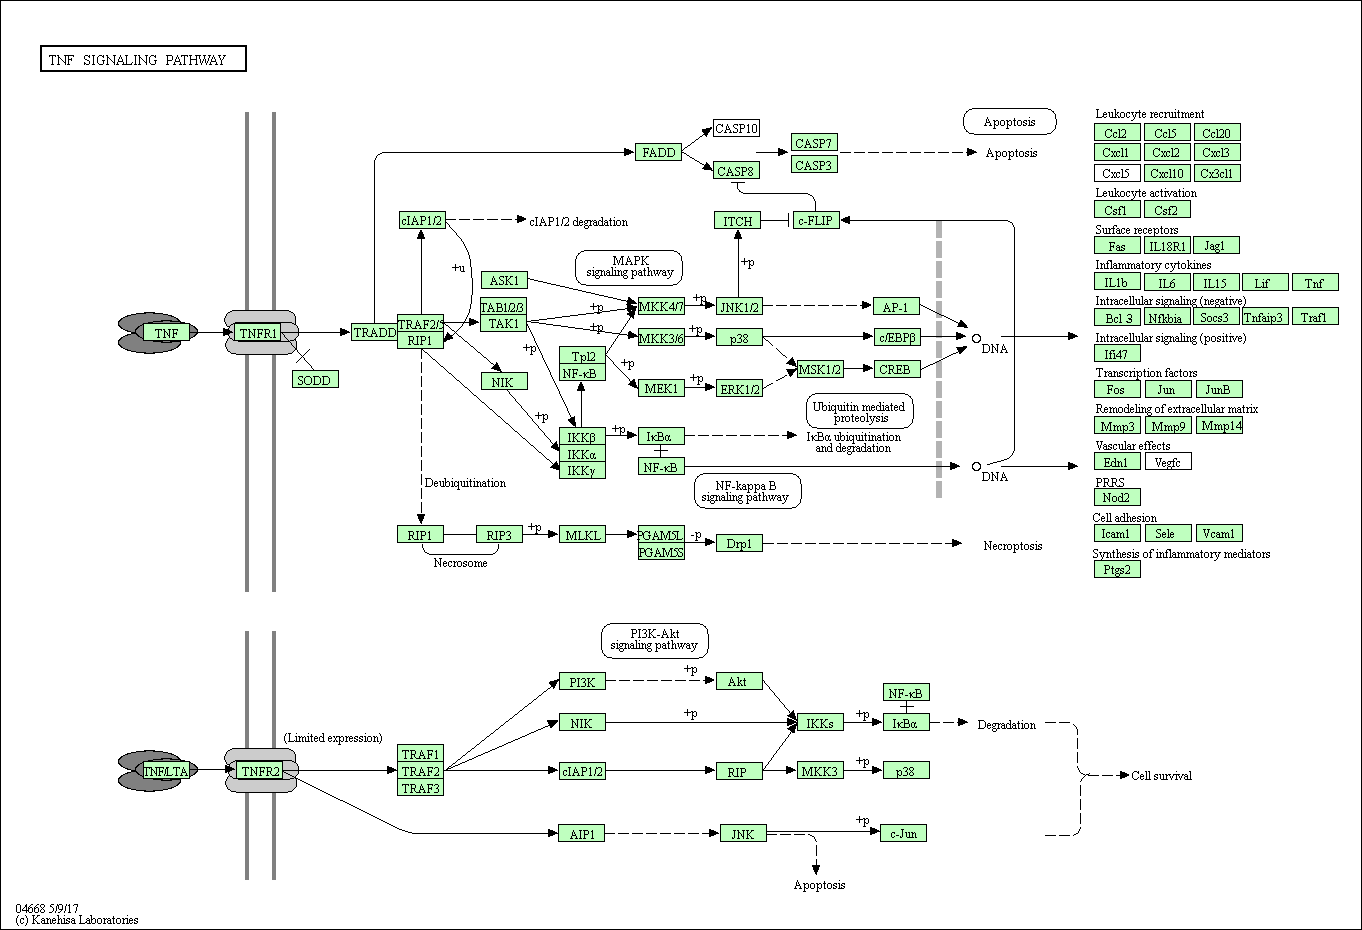 TNF SIGNALING PATHWAY
CASP10
FADD
CASP8
CASP7
CASP3
Apoptosis
Apoptosis
cIAP1/2
cIAP1/2 degradation
ITCH
c-FLIP
+u
+p
MAPK
signaling pathway
ASK1
TAB1/2/3
TAK1
MKK4/7
+p
JNK1/2
AP-1
+p
+p
TNF
TNFR1
TRADD
TRAF2/5
RIP1
SODD
MKK3/6
+p
p38
c/EBPβ
DNA
+p
Tpl2
NF-κB
+p
MSK1/2
CREB
NIK
MEK1
+p
ERK1/2
+p
Ubiquitin mediated
proteolysis
IKKβ
IKKα
IKKγ
+p
IκBα
NF-κB
IκBα ubiquitination
and degradation
DNA
NF-kappa B
signaling pathway
Deubiquitination
RIP1
RIP3
+p
MLKL
PGAM5L
PGAM5S
-p
Drp1
Necroptosis
Necrosome
Leukocyte recruitment
Ccl2 Ccl5 Ccl20
Cxcl1 Cxcl2 Cxcl3
Cxcl5 Cxcl10 Cx3cl1
Leukocyte activation
Csf1 Csf2
Surface receptors
Fas IL18R1 Jag1
Inflammatory cytokines
IL1b IL6 IL15 Lif Tnf
Intracellular signaling (negative)
Bcl3 Nfkbia Socs3 Tnfaip3 Traf1
Intracellular signaling (positive)
Ifi47
Transcription factors
Fos Jun JunB
Remodeling of extracellular matrix
Mmp3 Mmp9 Mmp14
Vascular effects
Edn1 Vegfc
PRRS
Nod2
Cell adhesion
Icam1 Sele Vcam1
Synthesis of inflammatory mediators
Ptgs2
PI3K-Akt
signaling pathway
PI3K
+p
Akt
NF-κB
NIK
+p
IKKs
+p
IκBα
Degradation
(Limited expression)
TNF/LTA
TNFR2
TRAF1
TRAF2
TRAF3
cIAP1/2
RIP
MKK3
+p
p38
Cell survival
AIP1
JNK
+p
c-Jun
Apoptosis
04668 5/9/17
(c) Kanehisa Laboratories